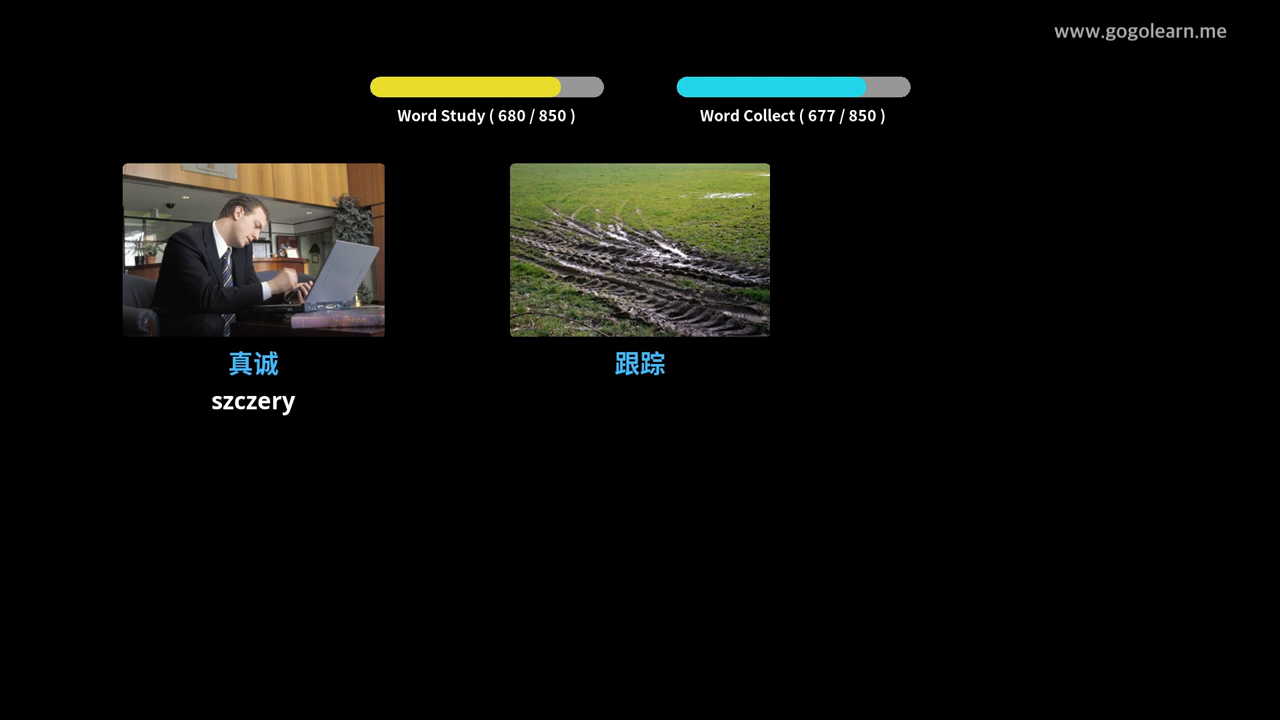 www.gogolearn.me
Word Study ( 680 / 850 )
Word Collect ( 677 / 850 )
真诚
szczery
跟踪